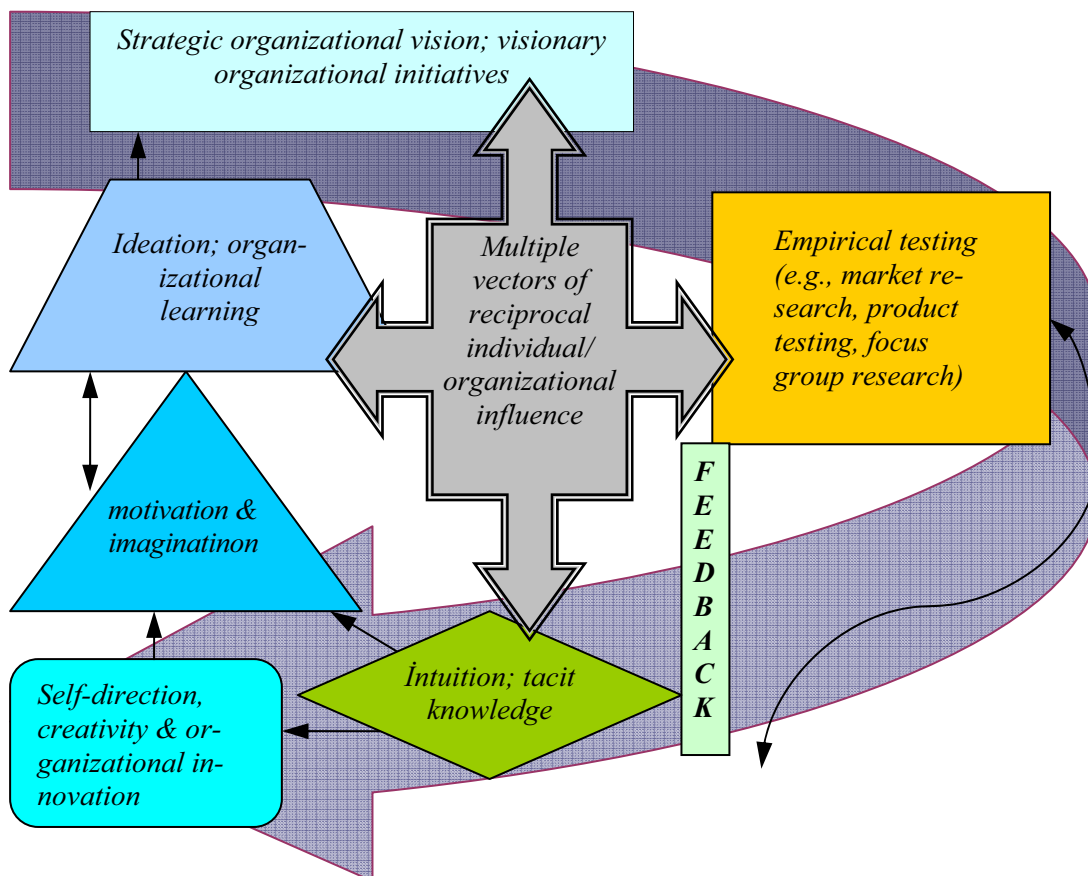 Strategic organizational vision; visionary
organizational initiatives
Ideation; organ-
izational
learning
Multiple
vectors of
reciprocal
individual/
organizational
influence
Empirical testing
(e.g., market re-
search, product
testing, focus
group research)
motivation &
imaginatinon
F
E
E
D
B
A
C
K
Self-direction,
creativity & or-
ganizational in-
novation
İntuition; tacit
knowledge